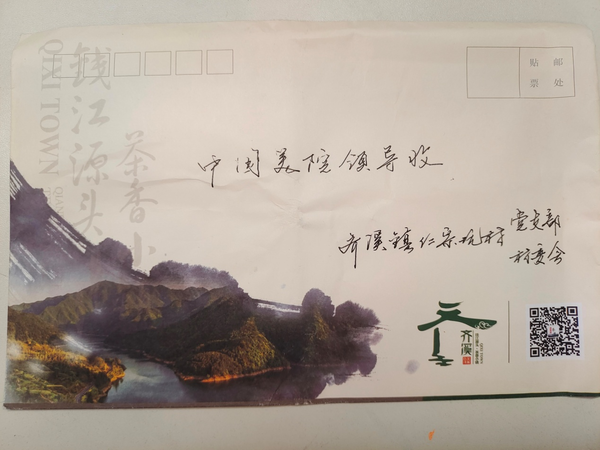 钱江源头
QIXI TOWN
茶香小
贴 邮
票 处
中国美院领导收
齐溪镇仁宗坑村 党支部
村委会
齐溪